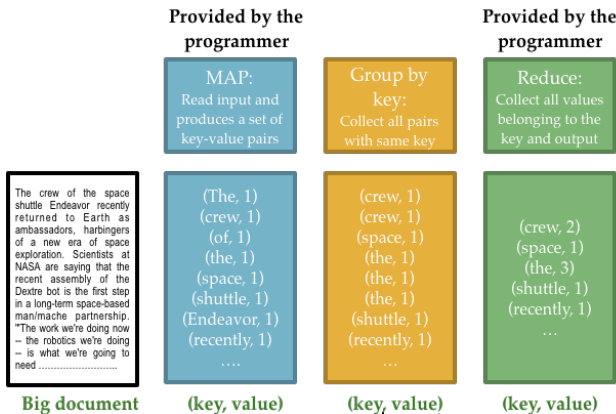 Provided by the
programmer
Provided by the
programmer
MAP:
Read input and
produces a set of
key-value pairs
Group by
key:
Collect all pairs
with same key
Reduce:
Collect all values
belonging to the
key and output
The crew of the space
shuttle Endeavor recently
returned to Earth as
ambassadors, harbingers
of a new era of space
exploration. Scientists at
NASA are saying that the
recent assembly of the
Dextre bot is the first step
in a long-term space-based
man/mache partnership.
'"The work we're doing now
-- the robotics we're doing
-- is what we're going to
need ............................
(The, 1)
(crew, 1)
(of, 1)
(the, 1)
(space, 1)
(shuttle, 1)
(Endeavor, 1)
(recently, 1)
....
(crew, 1)
(crew, 1)
(space, 1)
(the, 1)
(the, 1)
(the, 1)
(shuttle, 1)
(recently, 1)
...
(crew, 2)
(space, 1)
(the, 3)
(shuttle, 1)
(recently, 1)
...
Big document
(key, value)
(key, value)
(key, value)